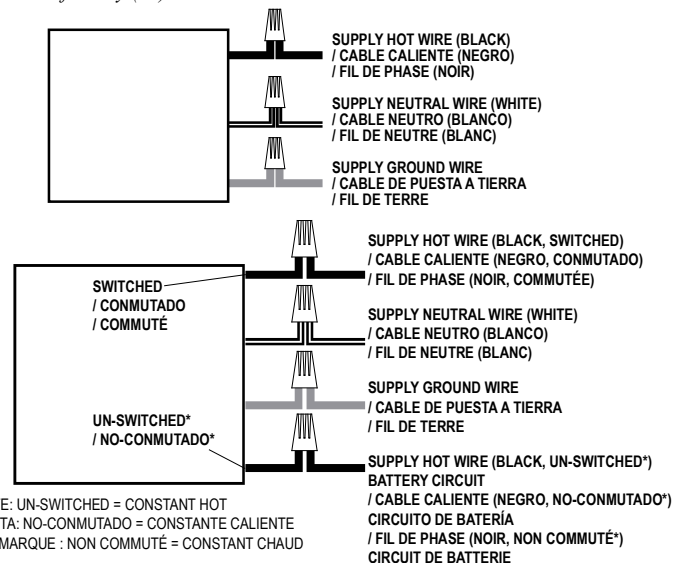 SUPPLY HOT WIRE (BLACK)
/ CABLE CALIENTE (NEGRO)
/ FIL DE PHASE (NOIR)
SUPPLY NEUTRAL WIRE (WHITE)
/ CABLE NEUTRO (BLANCO)
/ FIL DE NEUTRE (BLANC)
SUPPLY GROUND WIRE
/ CABLE DE PUESTA A TIERRA
/ FIL DE TERRE
SWITCHED
/ CONMUTADO
/ COMMUTÉ
UN-SWITCHED*
/ NO-CONMUTADO*
SUPPLY HOT WIRE (BLACK, SWITCHED)
/ CABLE CALIENTE (NEGRO, CONMUTADO)
/ FIL DE PHASE (NOIR, COMMUTÉE)
SUPPLY NEUTRAL WIRE (WHITE)
/ CABLE NEUTRO (BLANCO)
/ FIL DE NEUTRE (BLANC)
SUPPLY GROUND WIRE
/ CABLE DE PUESTA A TIERRA
/ FIL DE TERRE
SUPPLY HOT WIRE (BLACK, UN-SWITCHED*)
BATTERY CIRCUIT
/ CABLE CALIENTE (NEGRO, NO-CONMUTADO*)
CIRCUITO DE BATERÍA
/ FIL DE PHASE (NOIR, NON COMMUTÉ*)
CIRCUIT DE BATTERIE
TE: UN-SWITCHED = CONSTANT HOT
TA: NO-CONMUTADO = CONSTANTE CALIENTE
MARQUE : NON COMMUTÉ = CONSTANT CHAUD